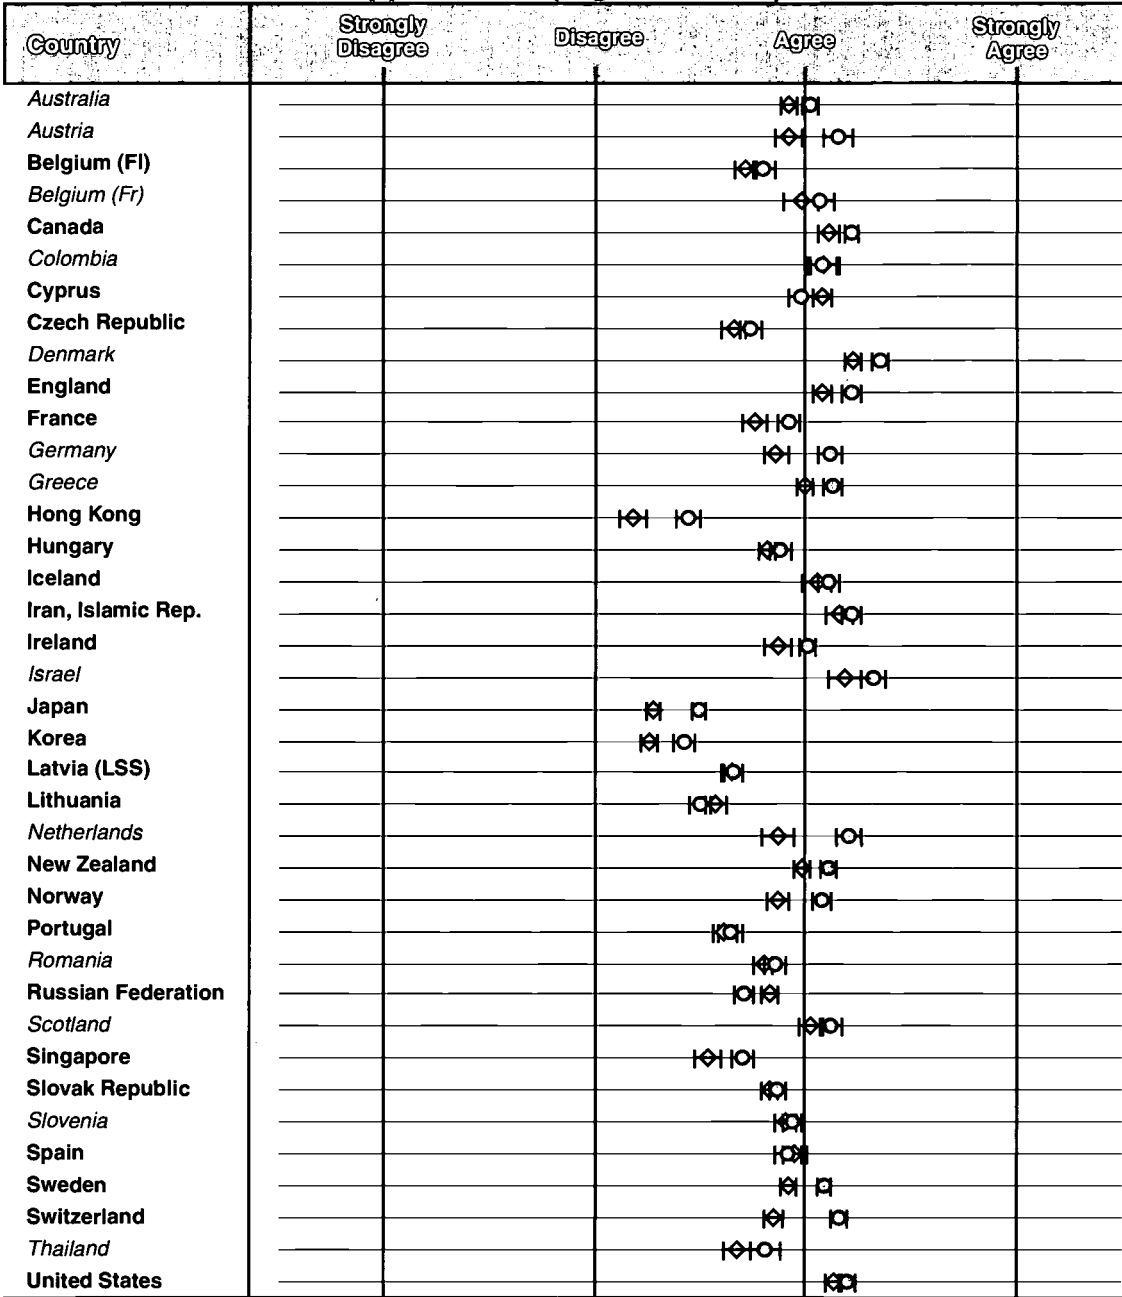 Country
Strongly Disagree
Disagree
Agree
Strongly Agree
Australia
Austria
Belgium (Fl)
Belgium (Fr)
Canada
Colombia
Cyprus
Czech Republic
Denmark
England
France
Germany
Greece
Hong Kong
Hungary
Iceland
Iran, Islamic Rep.
Ireland
Israel
Japan
Korea
Latvia (LSS)
Lithuania
Netherlands
New Zealand
Norway
Portugal
Romania
Russian Federation
Scotland
Singapore
Slovak Republic
Slovenia
Spain
Sweden
Switzerland
Thailand
United States